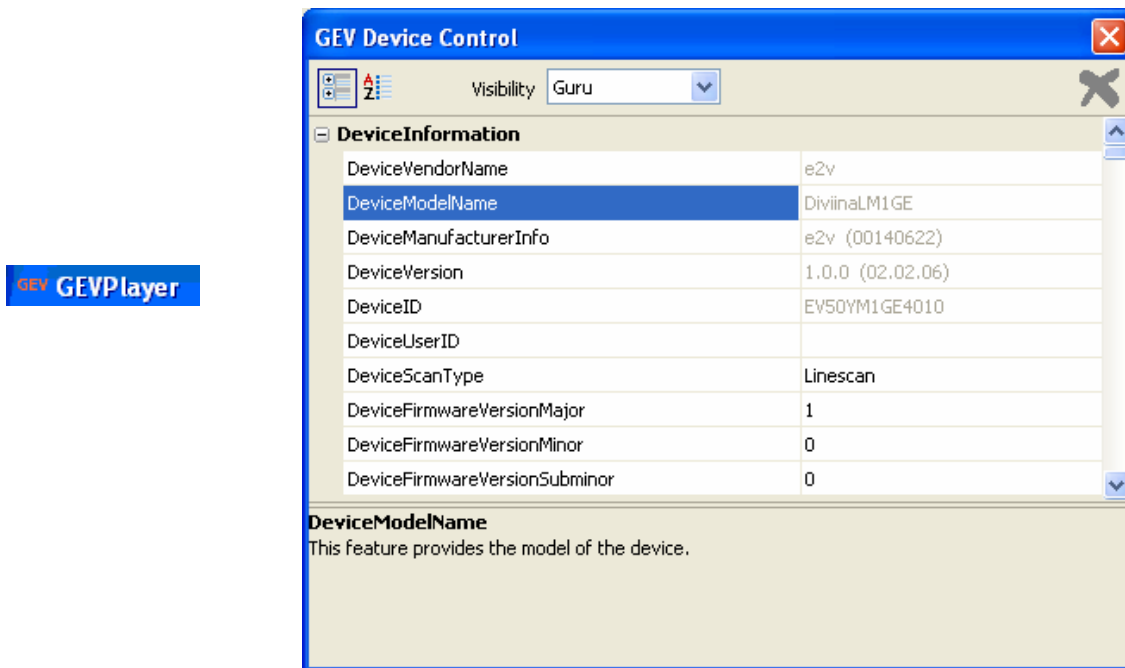 GEV GEVPlayer
GEV Device Control
A
Z
Visibility Guru
DeviceInformation
DeviceVendorName e2v
DeviceModelName DiviinaLM1GE
DeviceManufacturerInfo e2v (00140622)
DeviceVersion 1.0.0 (02.02.06)
DeviceID EV50YM1GE4010
DeviceUserID
DeviceScanType Linescan
DeviceFirmwareVersionMajor 1
DeviceFirmwareVersionMinor 0
DeviceFirmwareVersionSubminor 0
DeviceModelName
This feature provides the model of the device.